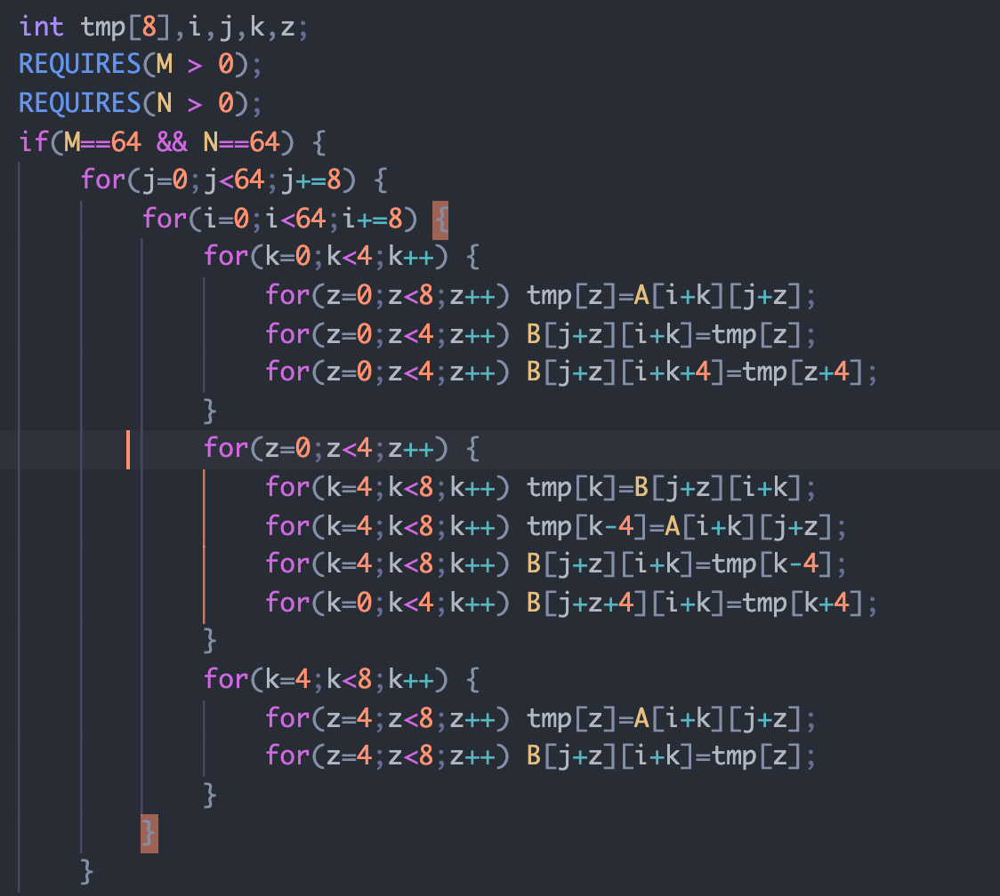 int tmp[8],i,j,k,z;
REQUIRES(M > 0);
REQUIRES(N > 0);
if(M==64 && N==64) {
    for(j=0;j<64;j+=8) {
        for(i=0;i<64;i+=8) {
            for(k=0;k<4;k++) {
                for(z=0;z<8;z++) tmp[z]=A[i+k][j+z];
                for(z=0;z<4;z++) B[j+z][i+k]=tmp[z];
                for(z=0;z<4;z++) B[j+z][i+k+4]=tmp[z+4];
            }
            for(z=0;z<4;z++) {
                for(k=4;k<8;k++) tmp[k]=B[j+z][i+k];
                for(k=4;k<8;k++) tmp[k-4]=A[i+k][j+z];
                for(k=4;k<8;k++) B[j+z][i+k]=tmp[k-4];
                for(k=0;k<4;k++) B[j+z+4][i+k]=tmp[k+4];
            }
            for(k=4;k<8;k++) {
                for(z=4;z<8;z++) tmp[z]=A[i+k][j+z];
                for(z=4;z<8;z++) B[j+z][i+k]=tmp[z];
            }
        }
    }